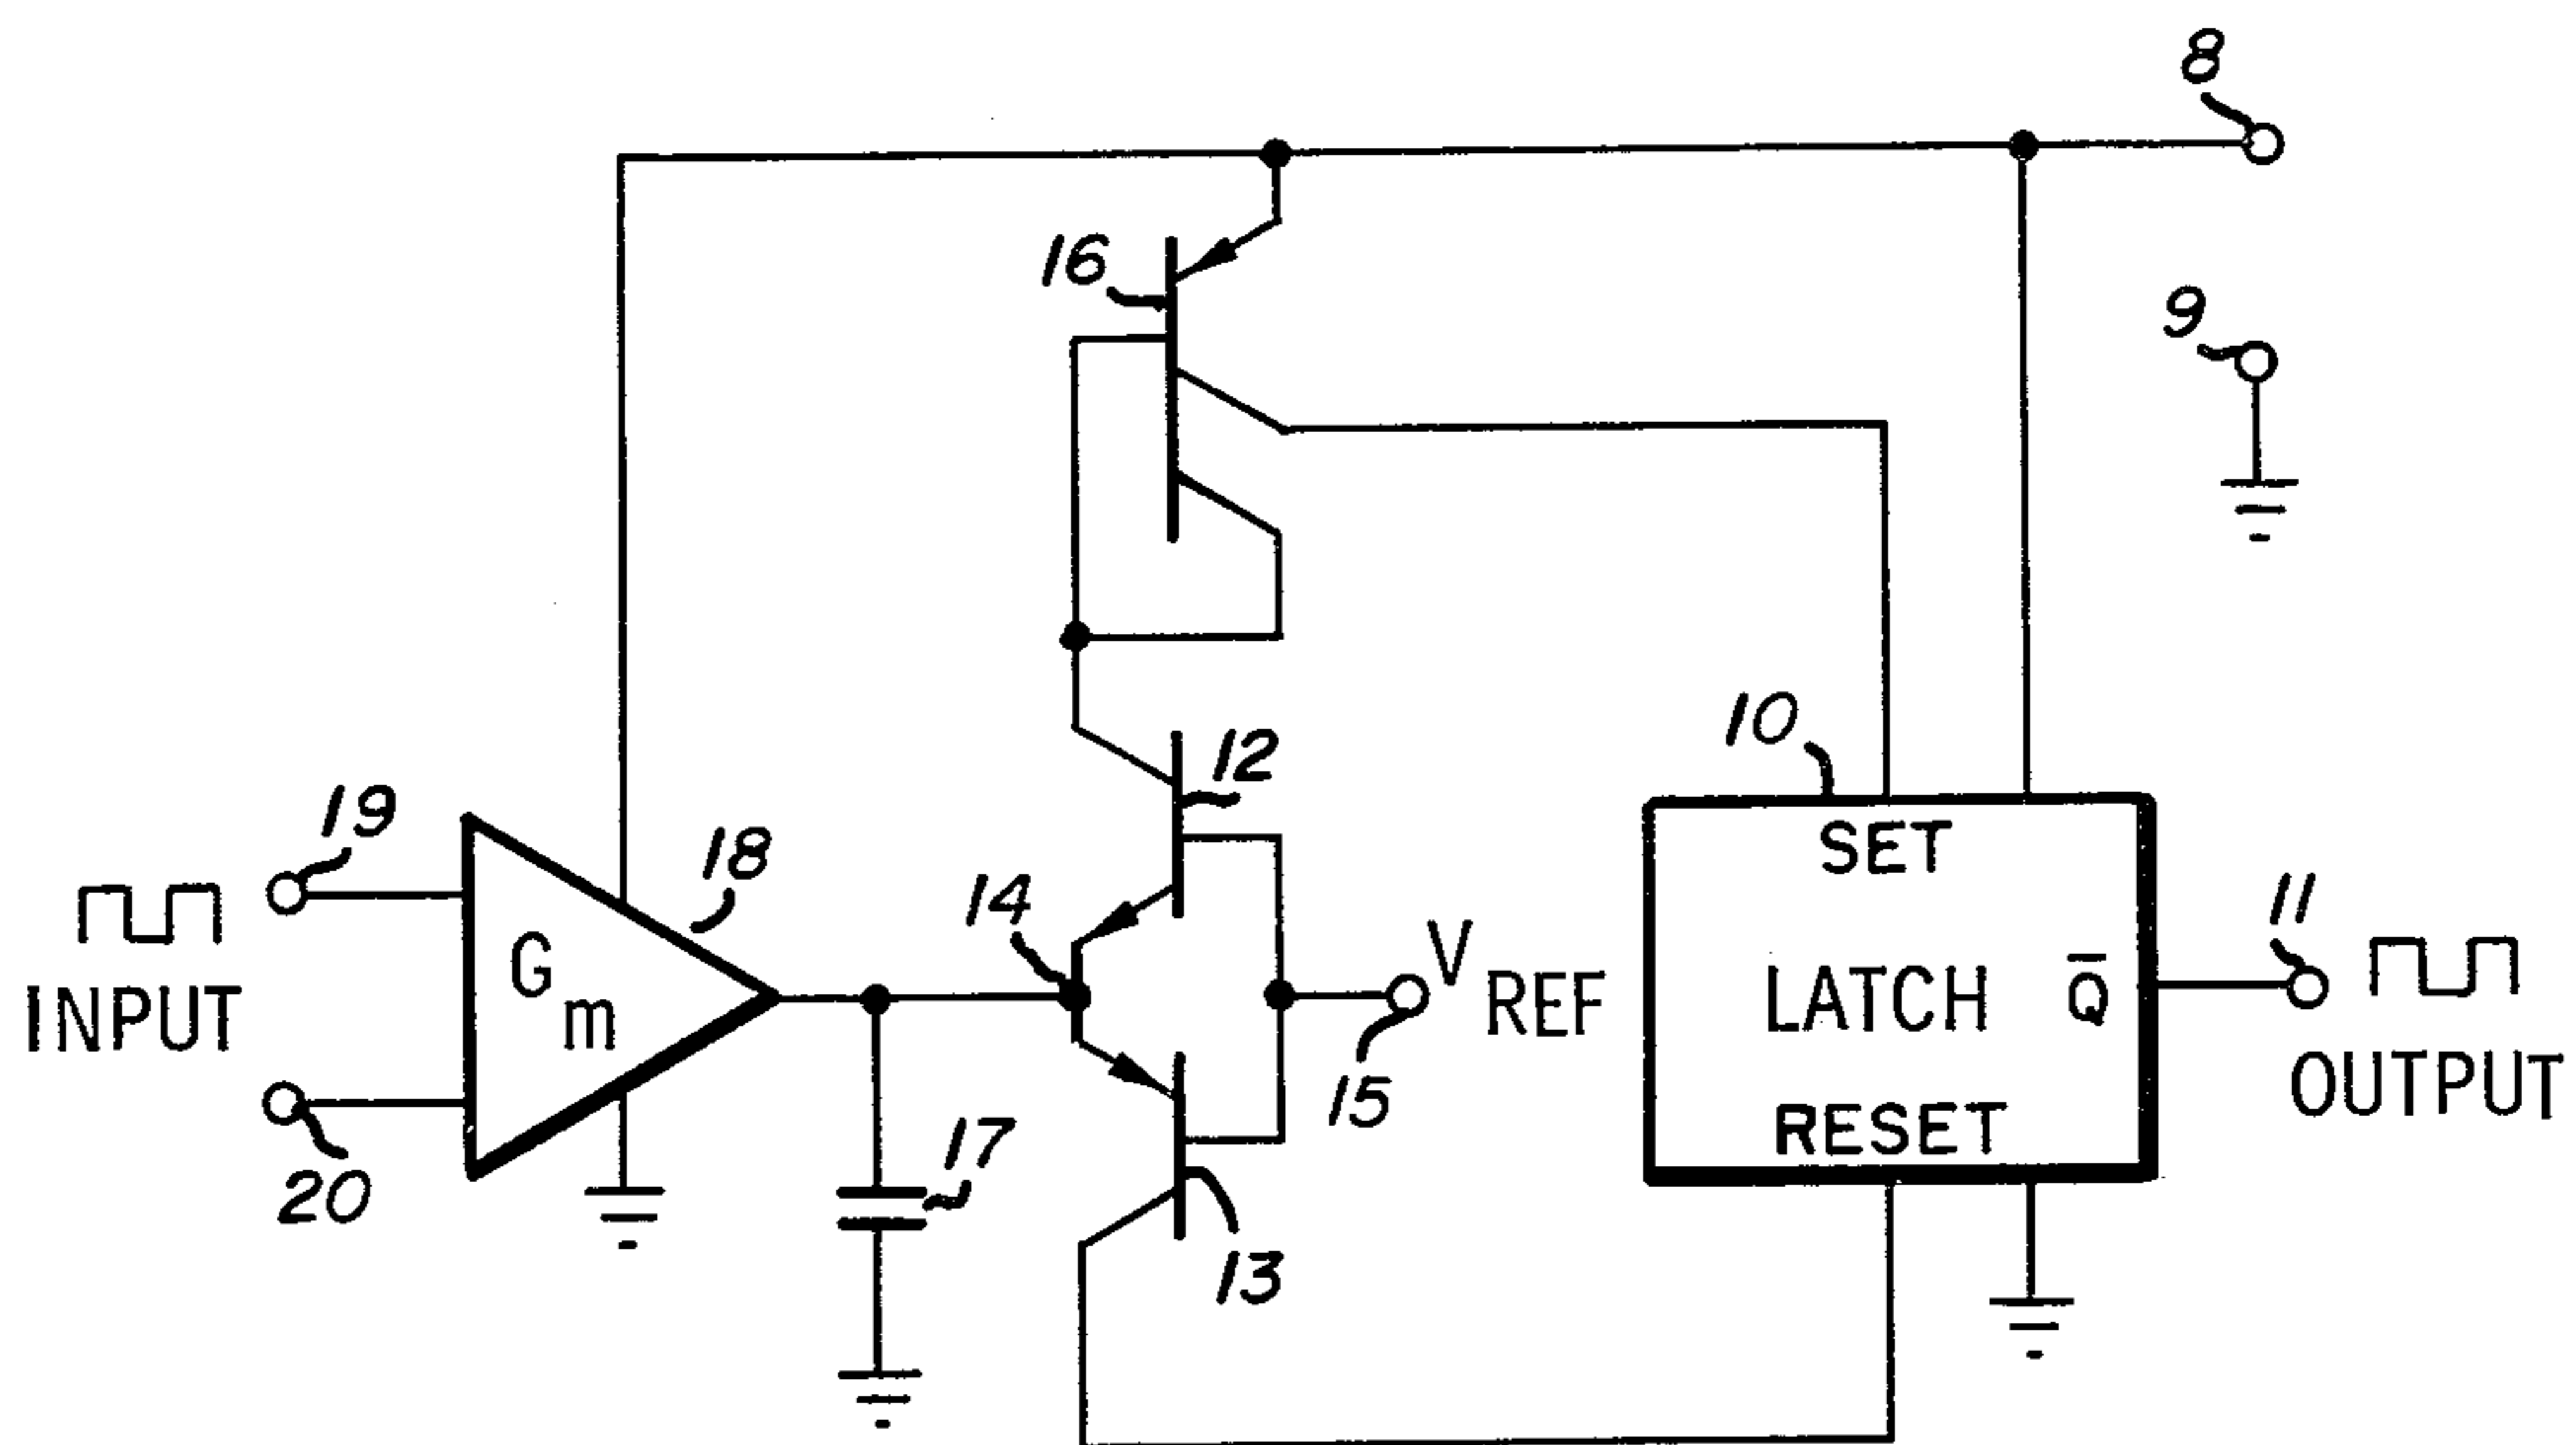 8
16
9
10
12
19
18
14
SET
11
INPUT
G m
V REF
LATCH Q̅
15
OUTPUT
17
RESET
20
13